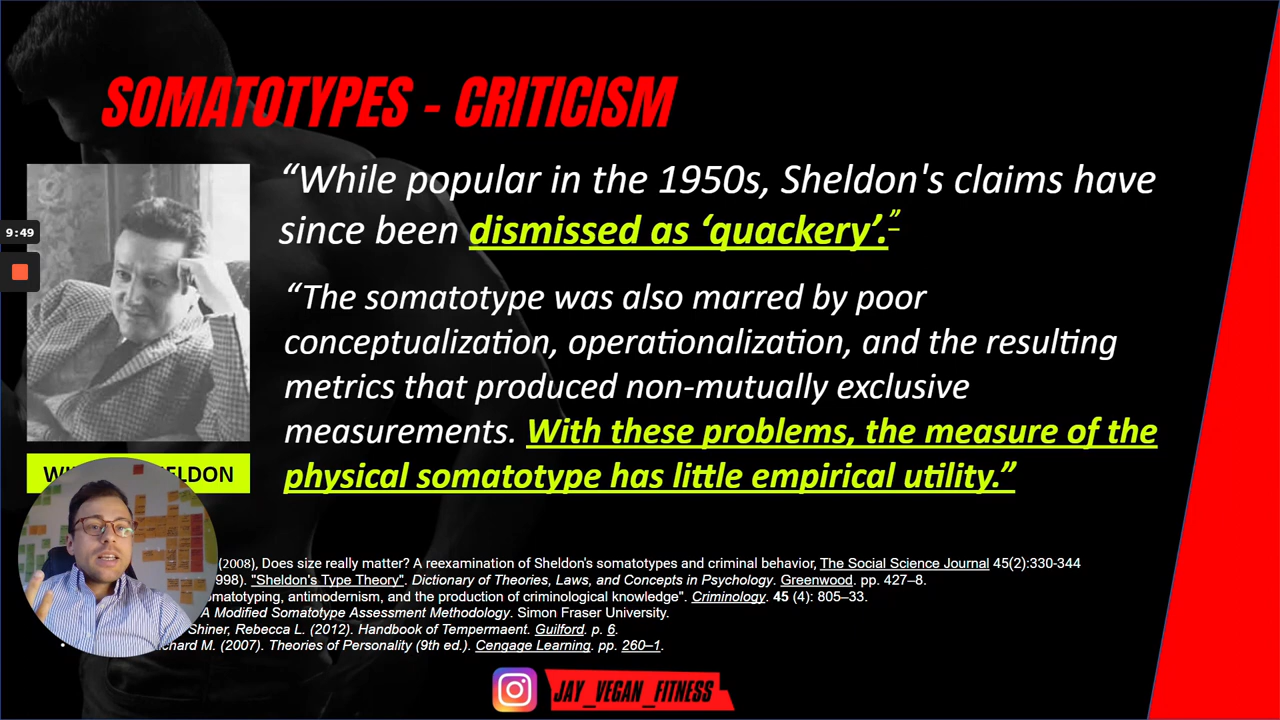 SOMATOTYPES - CRITICISM
“While popular in the 1950s, Sheldon's claims have
since been dismissed as ‘quackery’.”
9:49
“The somatotype was also marred by poor
conceptualization, operationalization, and the resulting
metrics that produced non-mutually exclusive
measurements. With these problems, the measure of the
physical somatotype has little empirical utility.”
(2008), Does size really matter? A reexamination of Sheldon's somatotypes and criminal behavior, The Social Science Journal 45(2):330-344
"Sheldon's Type Theory". Dictionary of Theories, Laws, and Concepts in Psychology. Greenwood. pp. 427–8.
antimodernism, and the production of criminological knowledge". Criminology. 45 (4): 805–33.
A Modified Somatotype Assessment Methodology. Simon Fraser University.
Shiner, Rebecca L. (2012). Handbook of Tempermaent. Guilford. p. 6.
M. (2007). Theories of Personality (9th ed.). Cengage Learning. pp. 260–1.
JAY_VEGAN_FITNESS